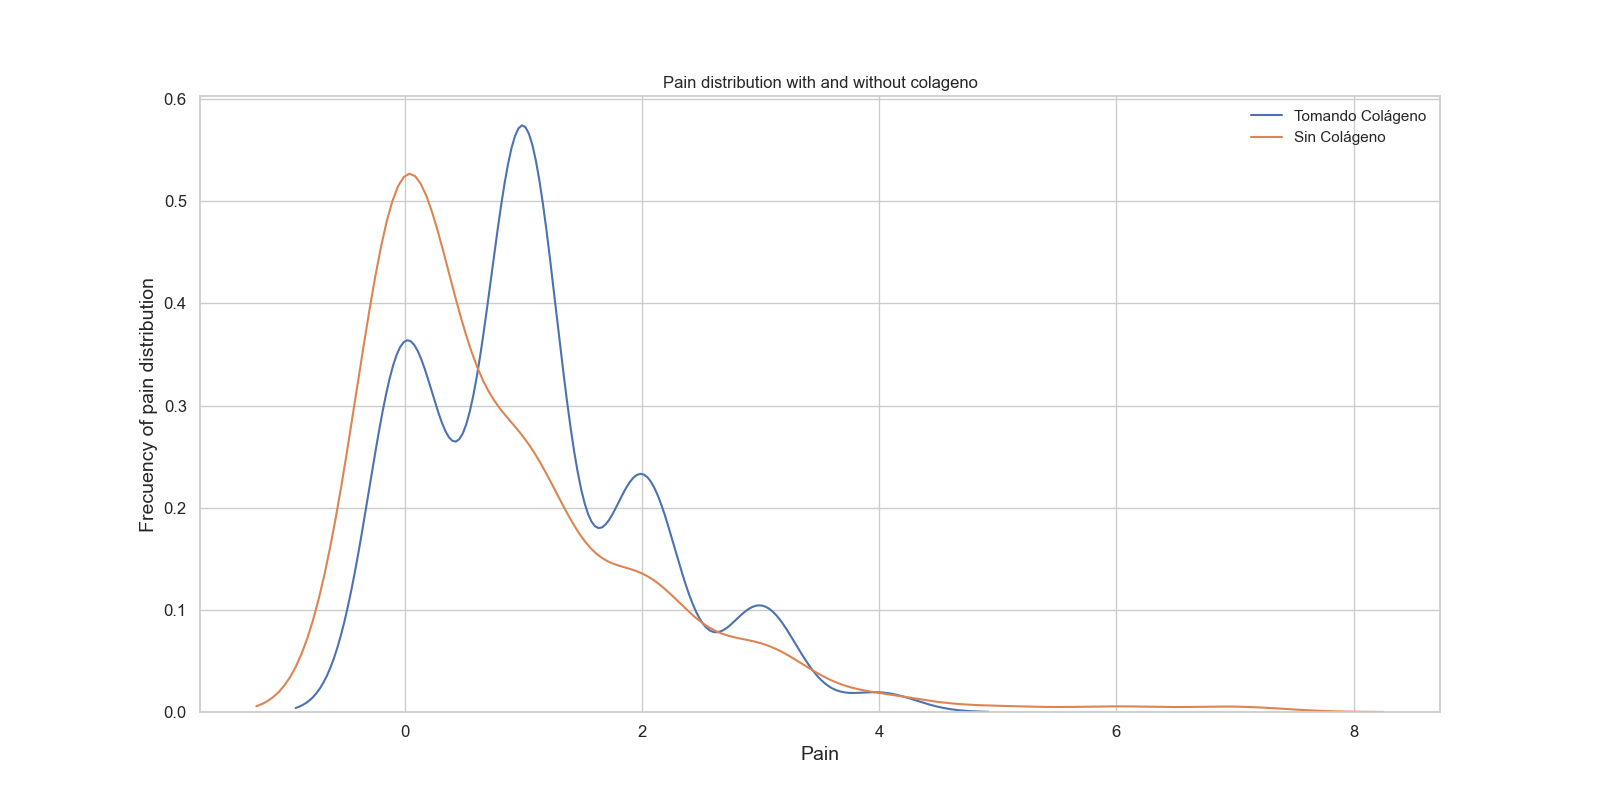 Pain distribution with and without colageno
Tomando Colágeno
Sin Colágeno
Frecuency of pain distribution
0.6
0.5
0.4
0.3
0.2
0.1
0.0
0 2 4 6 8
Pain